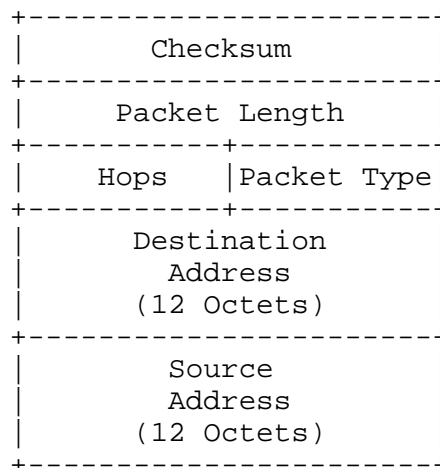 Checksum
Packet Length
Hops |Packet Type
Destination
Address
(12 Octets)
Source
Address
(12 Octets)